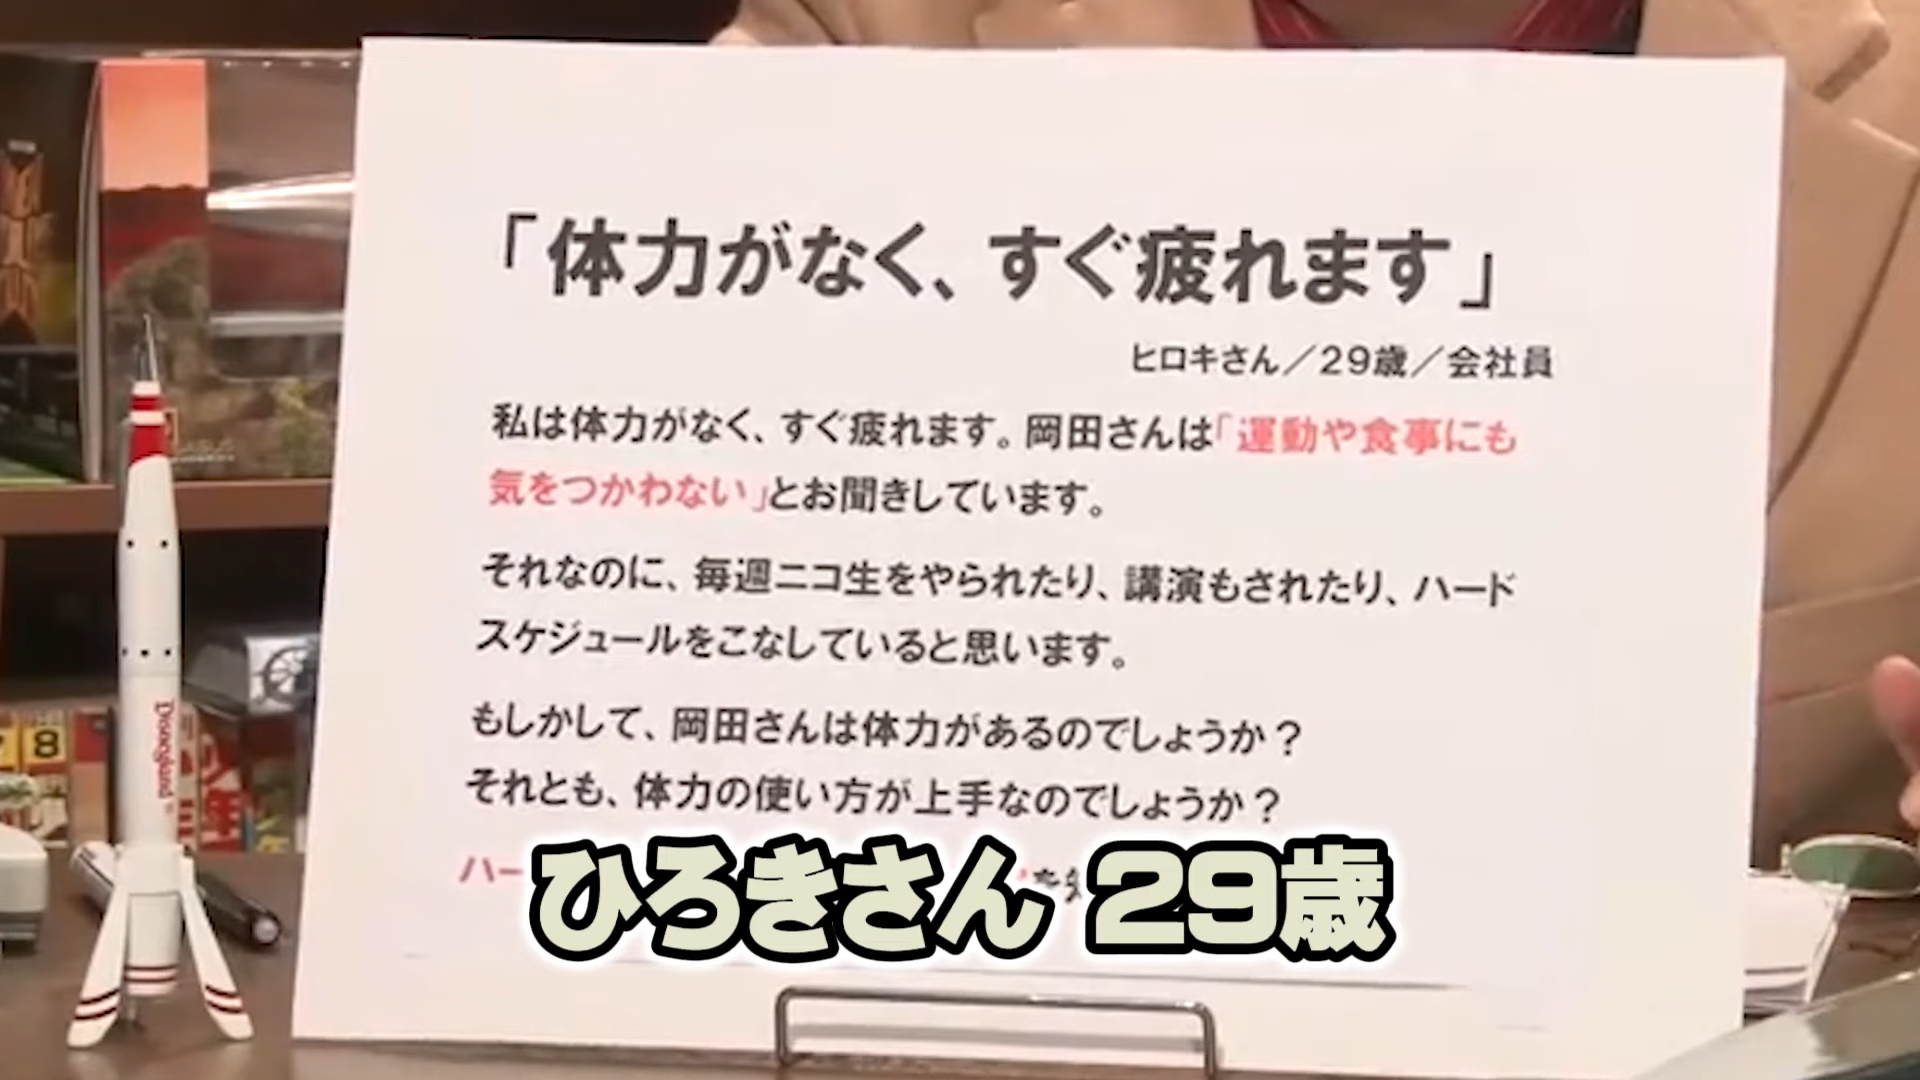 「体力がなく、すぐ疲れます」
ヒロキさん／29歳／会社員
私は体力がなく、すぐ疲れます。岡田さんは「運動や食事にも
気をつかわない」とお聞きしています。
それなのに、毎週ニコ生をやられたり、講演もされたり、ハード
スケジュールをこなしていると思います。
もしかして、岡田さんは体力があるのでしょうか？
それとも、体力の使い方が上手なのでしょうか？
ハー
ひろきさん 29歳
8
年